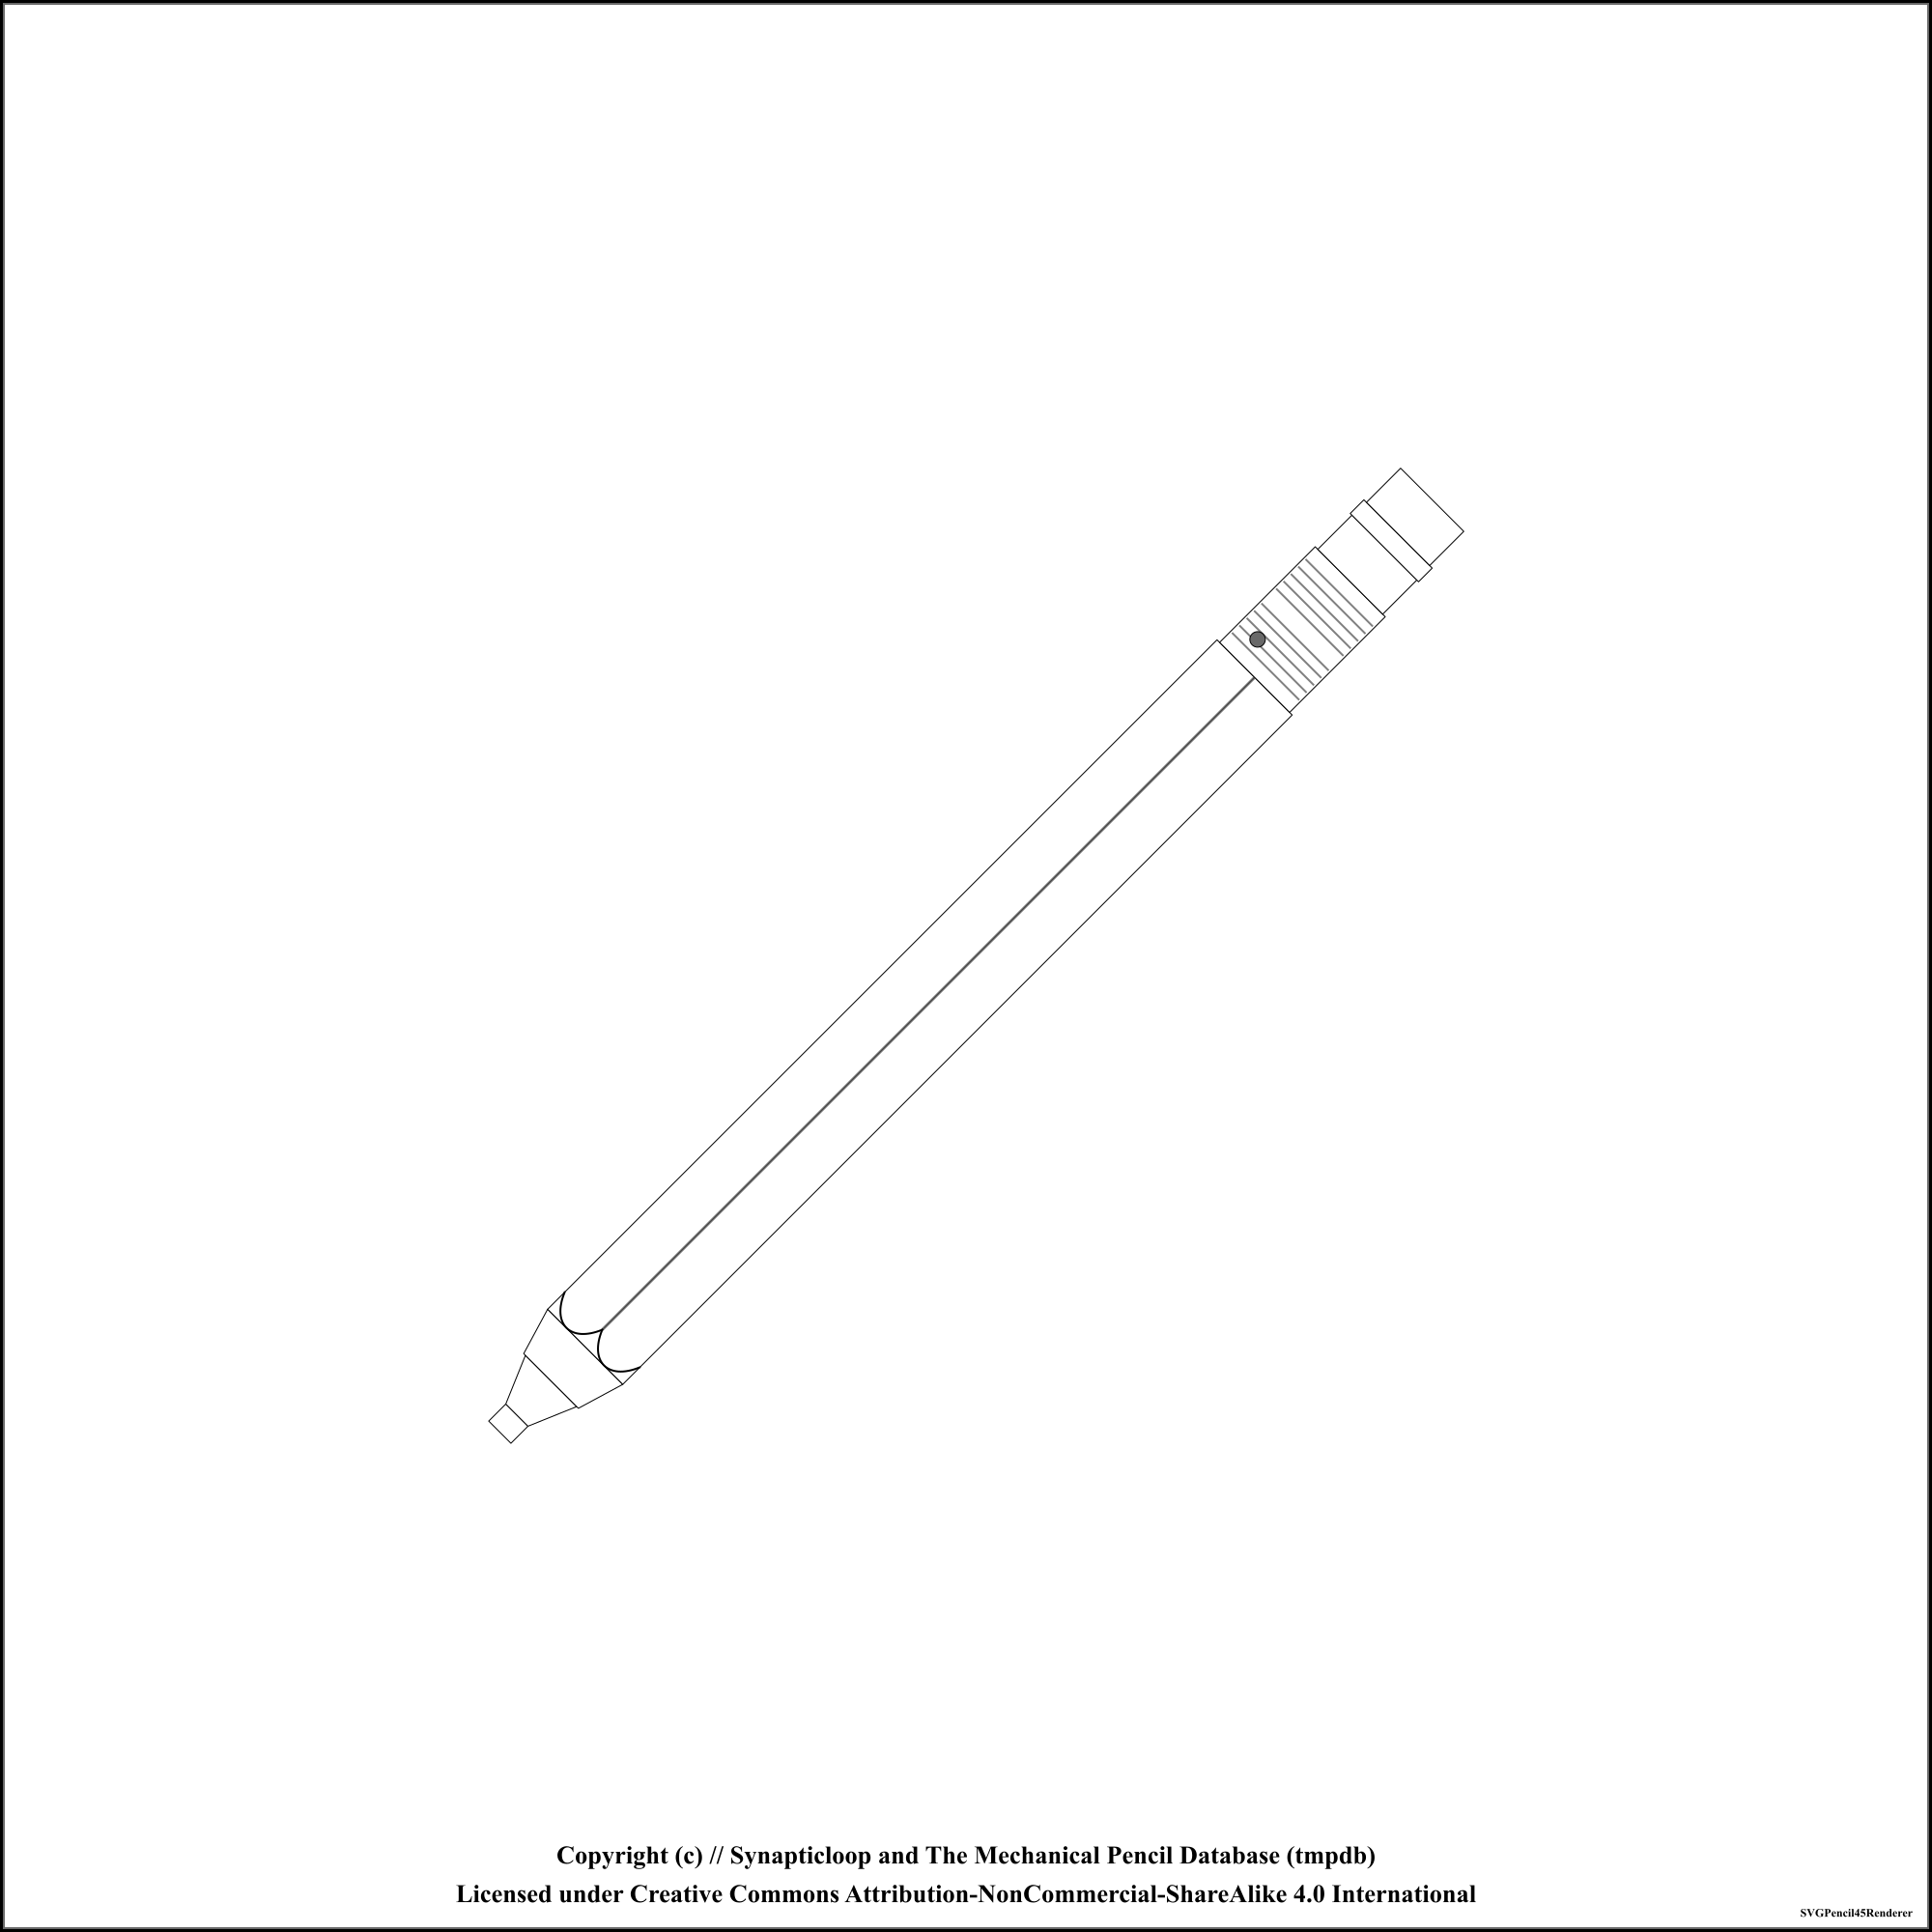 Copyright (c) // Synapticloop and The Mechanical Pencil Database (tmpdb)
Licensed under Creative Commons Attribution-NonCommercial-ShareAlike 4.0 International
SVGPencil45Renderer